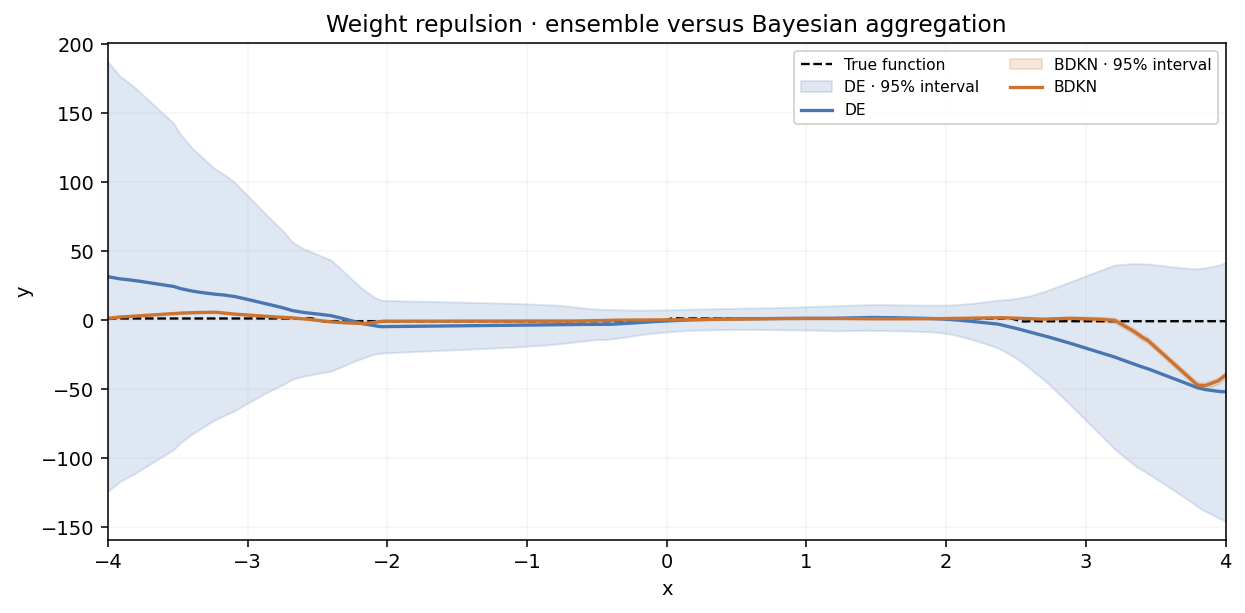 Weight repulsion · ensemble versus Bayesian aggregation
True function
DE · 95% interval
DE
BDKN · 95% interval
BDKN
y
200
150
100
50
0
−50
−100
−150
−4
−3
−2
−1
0
1
2
3
4
x